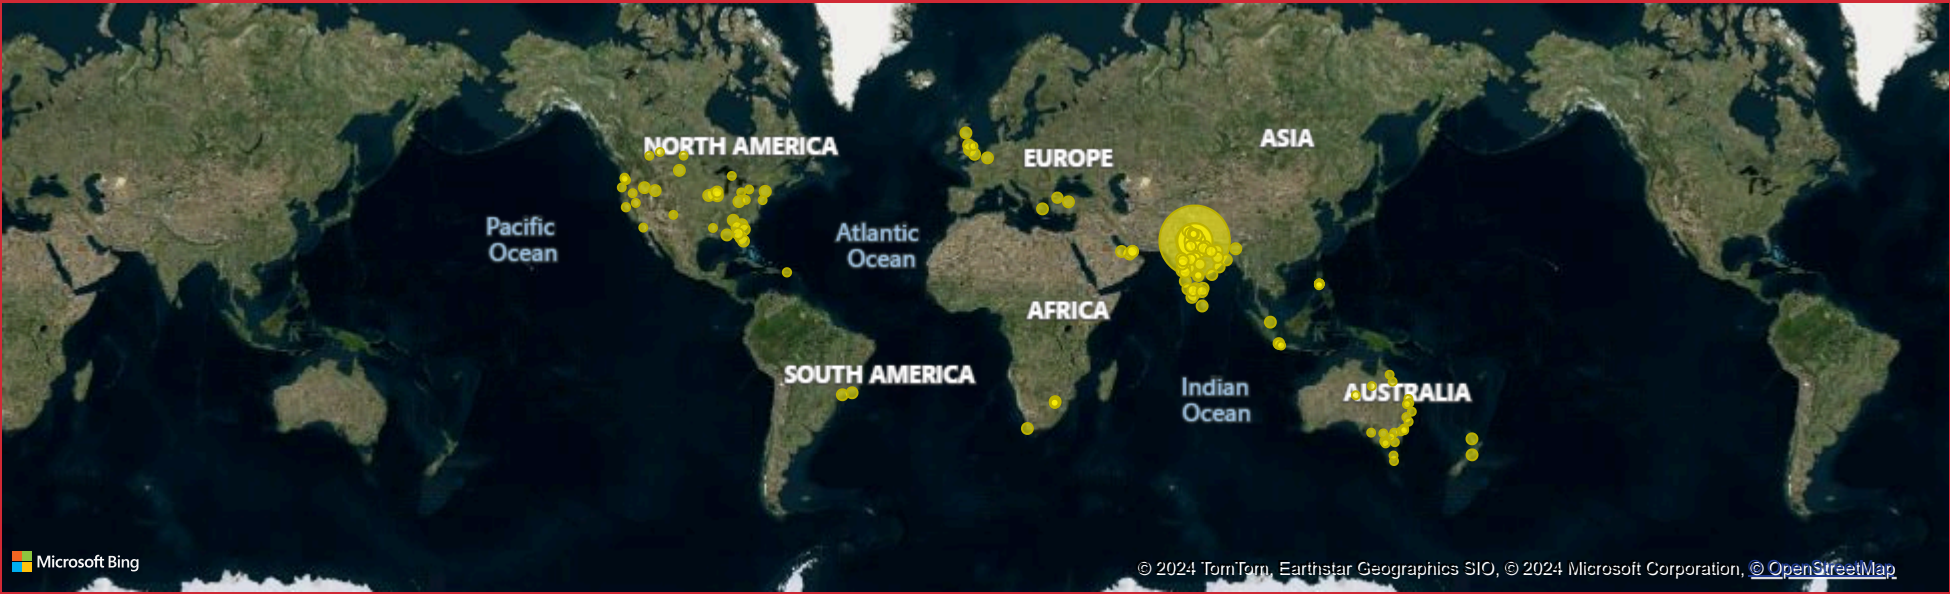 NORTH AMERICA
ASIA
EUROPE
Pacific
Ocean
Atlantic
Ocean
AFRICA
SOUTH AMERICA
Indian
Ocean
AUSTRALIA
Microsoft Bing
© 2024 TomTom, Earthstar Geographics SIO, © 2024 Microsoft Corporation, © OpenStreetMap